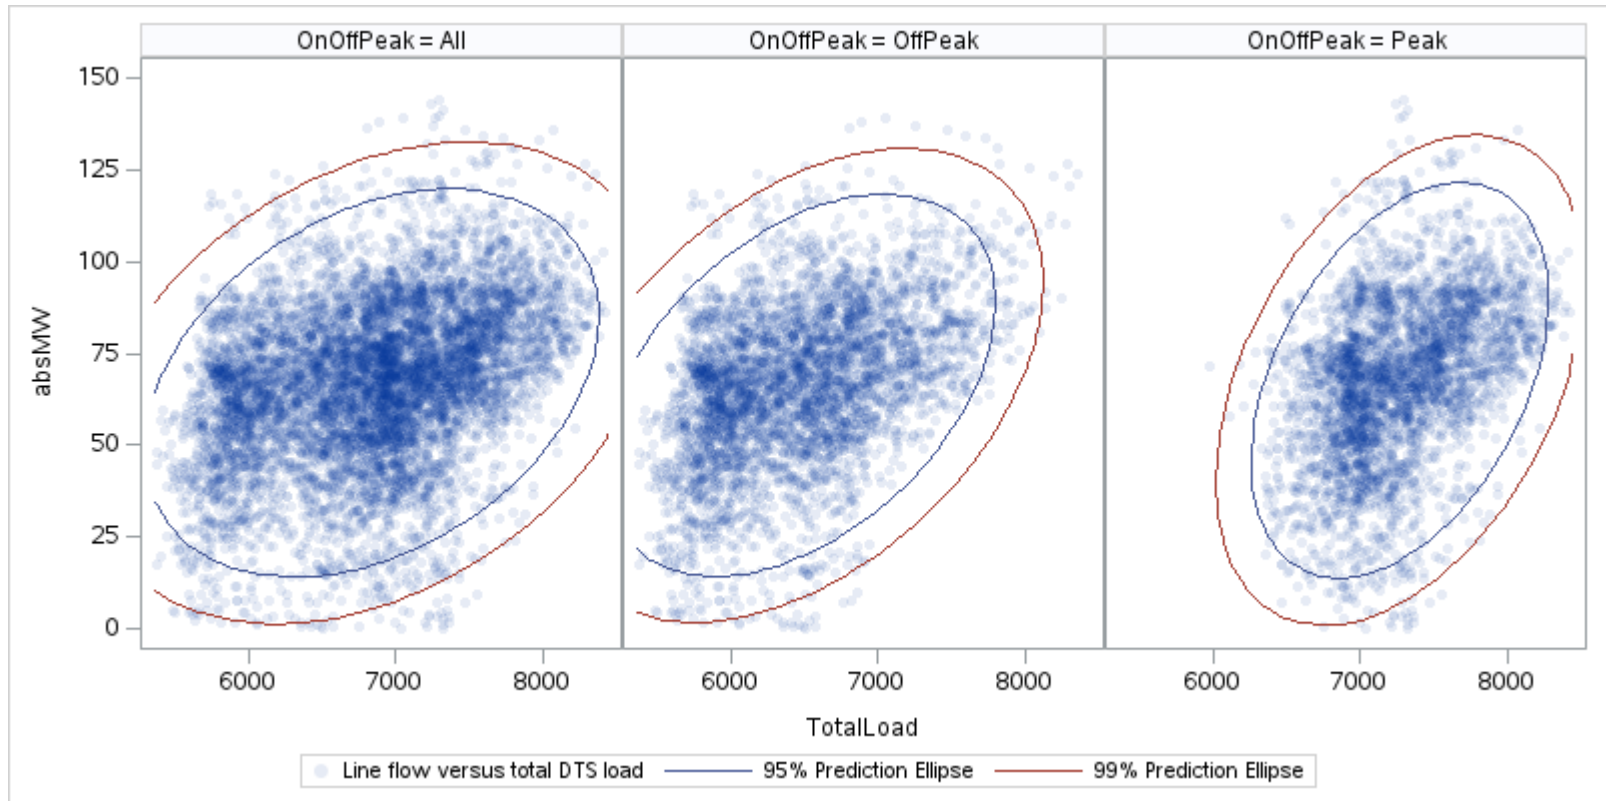 OnOffPeak = All
OnOffPeak = OffPeak
OnOffPeak = Peak
150
125
100
75
50
25
0
absMW
6000 7000 8000
6000 7000 8000
6000 7000 8000
TotalLoad
Line flow versus total DTS load
95% Prediction Ellipse
99% Prediction Ellipse